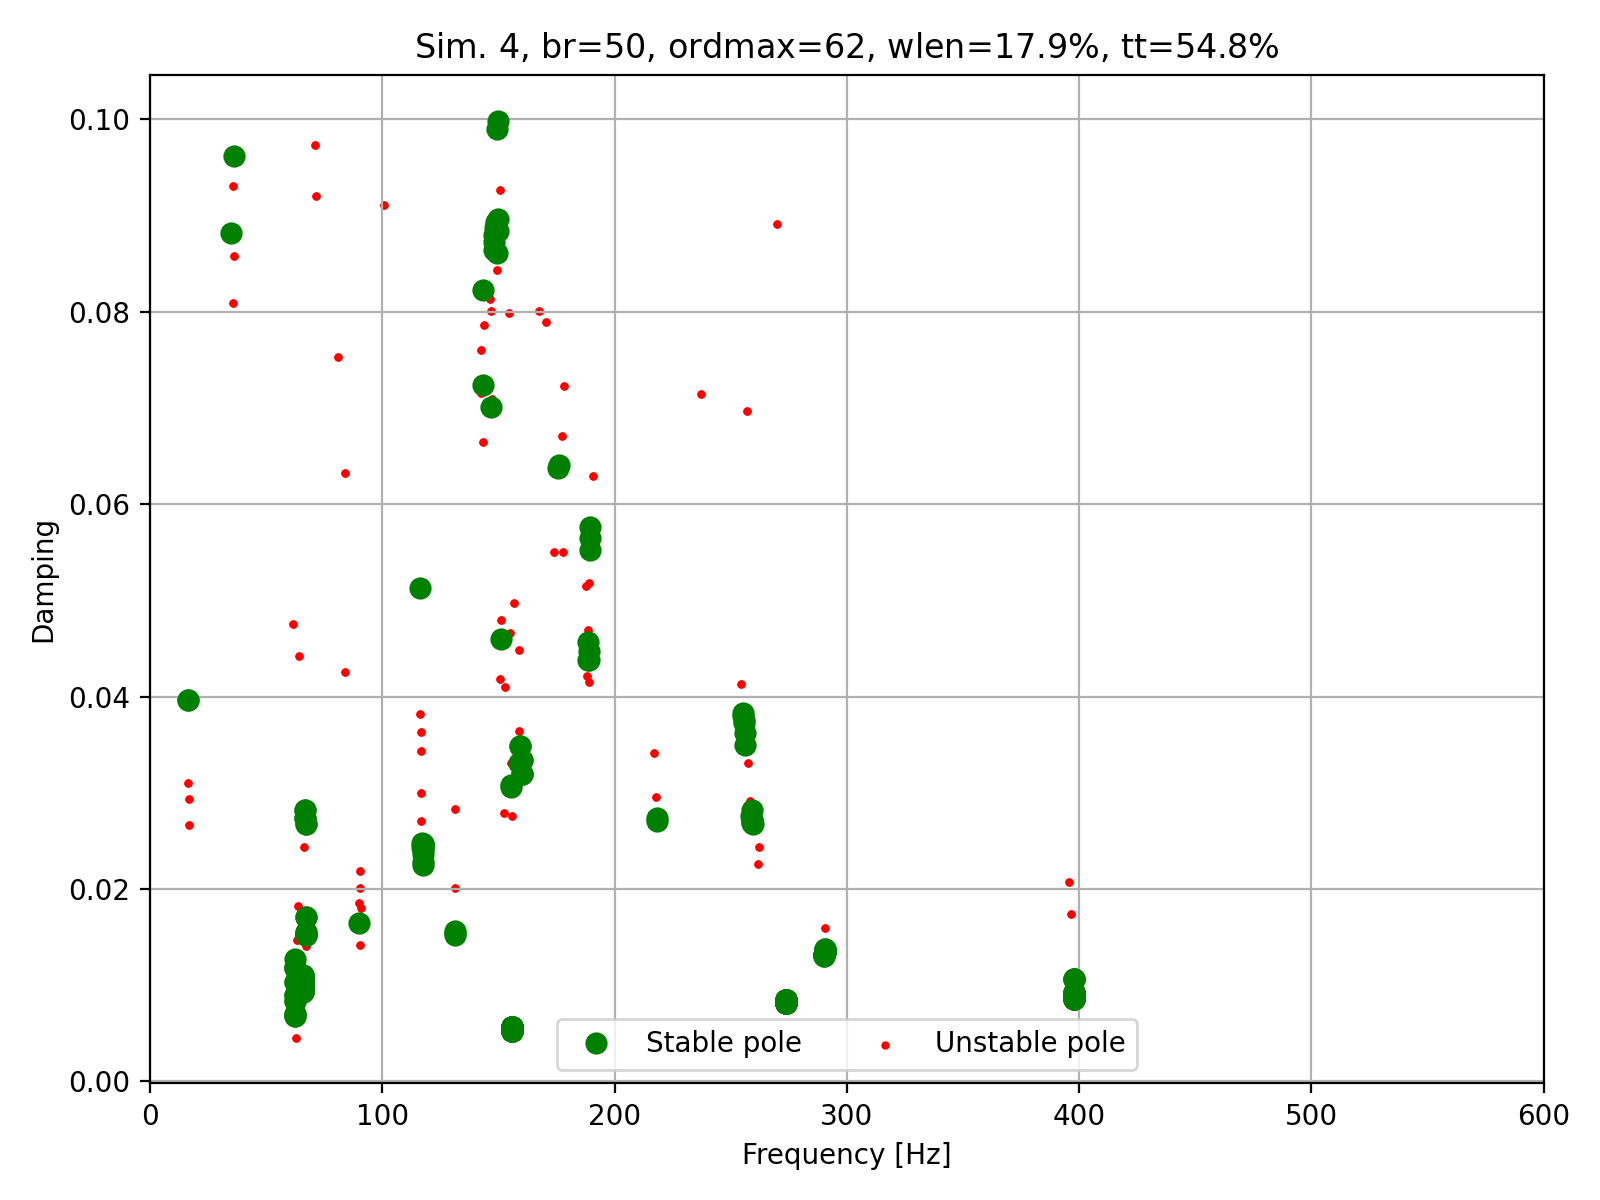 Sim. 4, br=50, ordmax=62, wlen=17.9%, tt=54.8%
0.10
0.08
0.06
0.04
0.02
0.00
Damping
Stable pole
Unstable pole
0 100 200 300 400 500 600
Frequency [Hz]